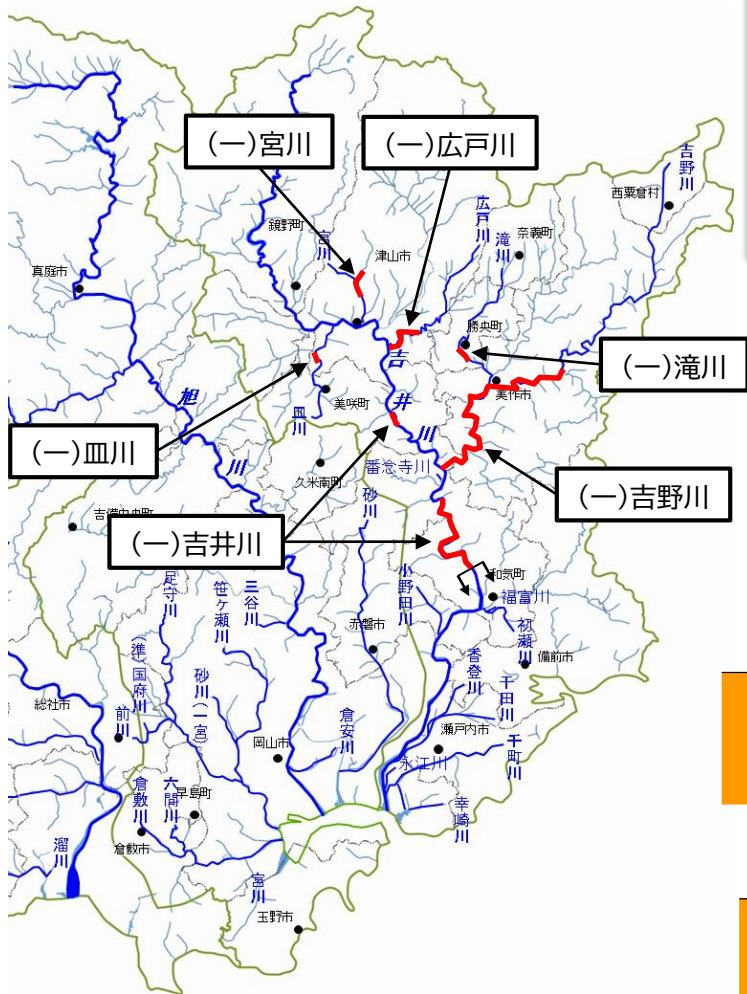 (一)宮川
(一)広戸川
吉野川
西粟倉村
広戸川
奈義町
滝川
鏡野町
宮川
津山市
真庭市
勝央町
(一)滝川
吉井川
美作市
旭川
美咲町
皿川
(一)皿川
番念寺川
久米南町
砂川
(一)吉野川
吉備中央町
(一)吉井川
足守川
笹ヶ瀬川
三谷川
小野田川
和気町
福富川
初瀬川
赤磐市
備前市
香登川
(準)国府川
砂川(一宮)
千田川
総社市
前川
倉安川
瀬戸内市
岡山市
永江川
千町川
倉敷川
六間川
早島町
幸崎川
倉敷市
溜川
宮川
玉野市